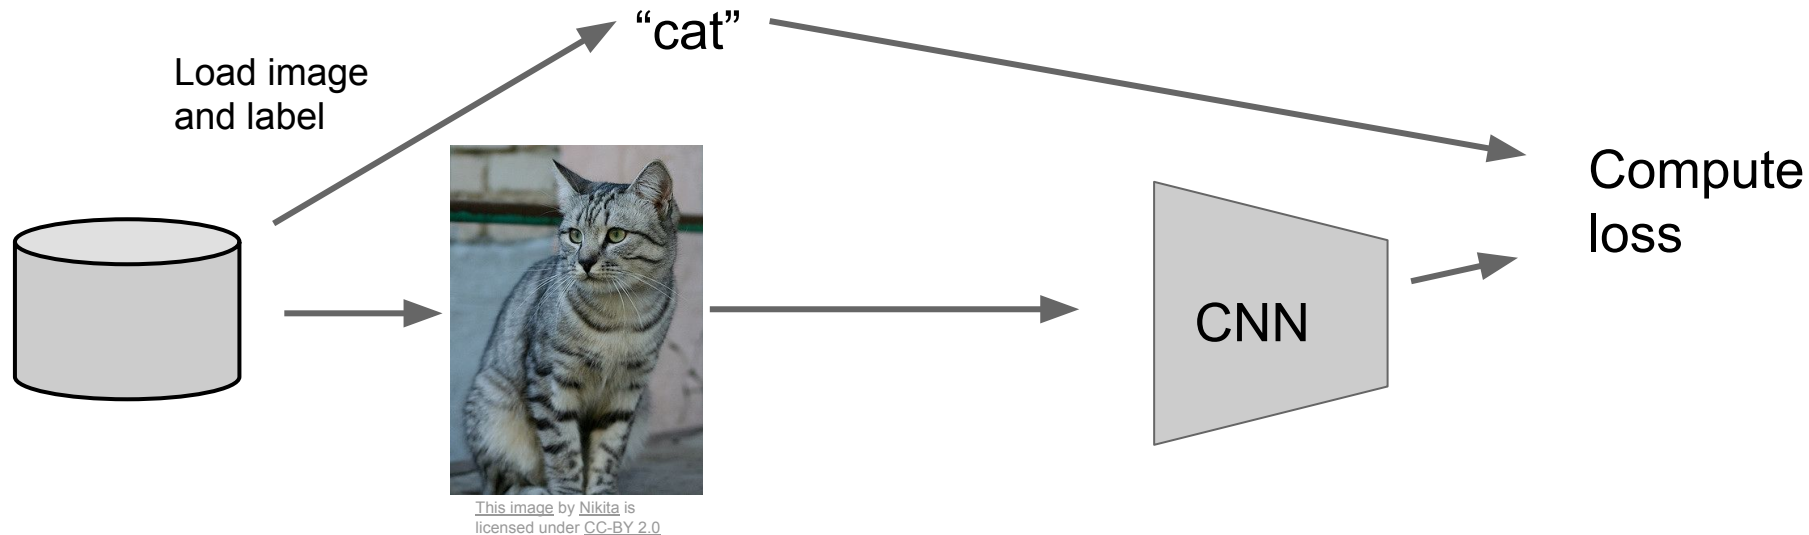 “cat”
Load image
and label
Compute
loss
CNN
This image by Nikita is
licensed under CC-BY 2.0